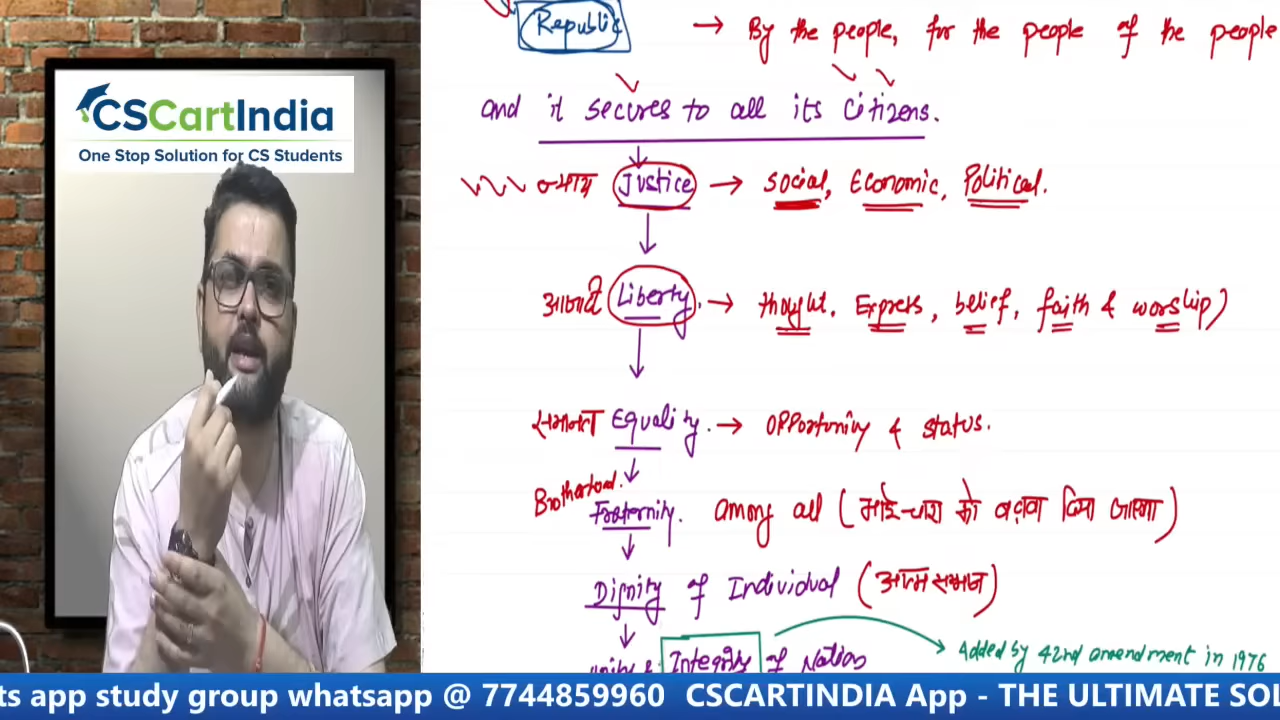 CSCartIndia
One Stop Solution for CS Students
Republic → By the people, for the people of the people
and it secures to all its citizens.
न्याय Justice → Social, Economic, Political.
आजादी Liberty. → thought, Express, belief, faith & worship)
समानता Equality. → opportunity & status.
Brotherhood.
Fraternity. Among all (भाई-चारा को बढ़ावा दिया जाएगा)
Dignity of Individual (आत्मसम्मान)
unity & Integrity of Nation → Added by 42nd amendment in 1976
ts app study group whatsapp @ 7744859960 CSCARTINDIA App - THE ULTIMATE SOL